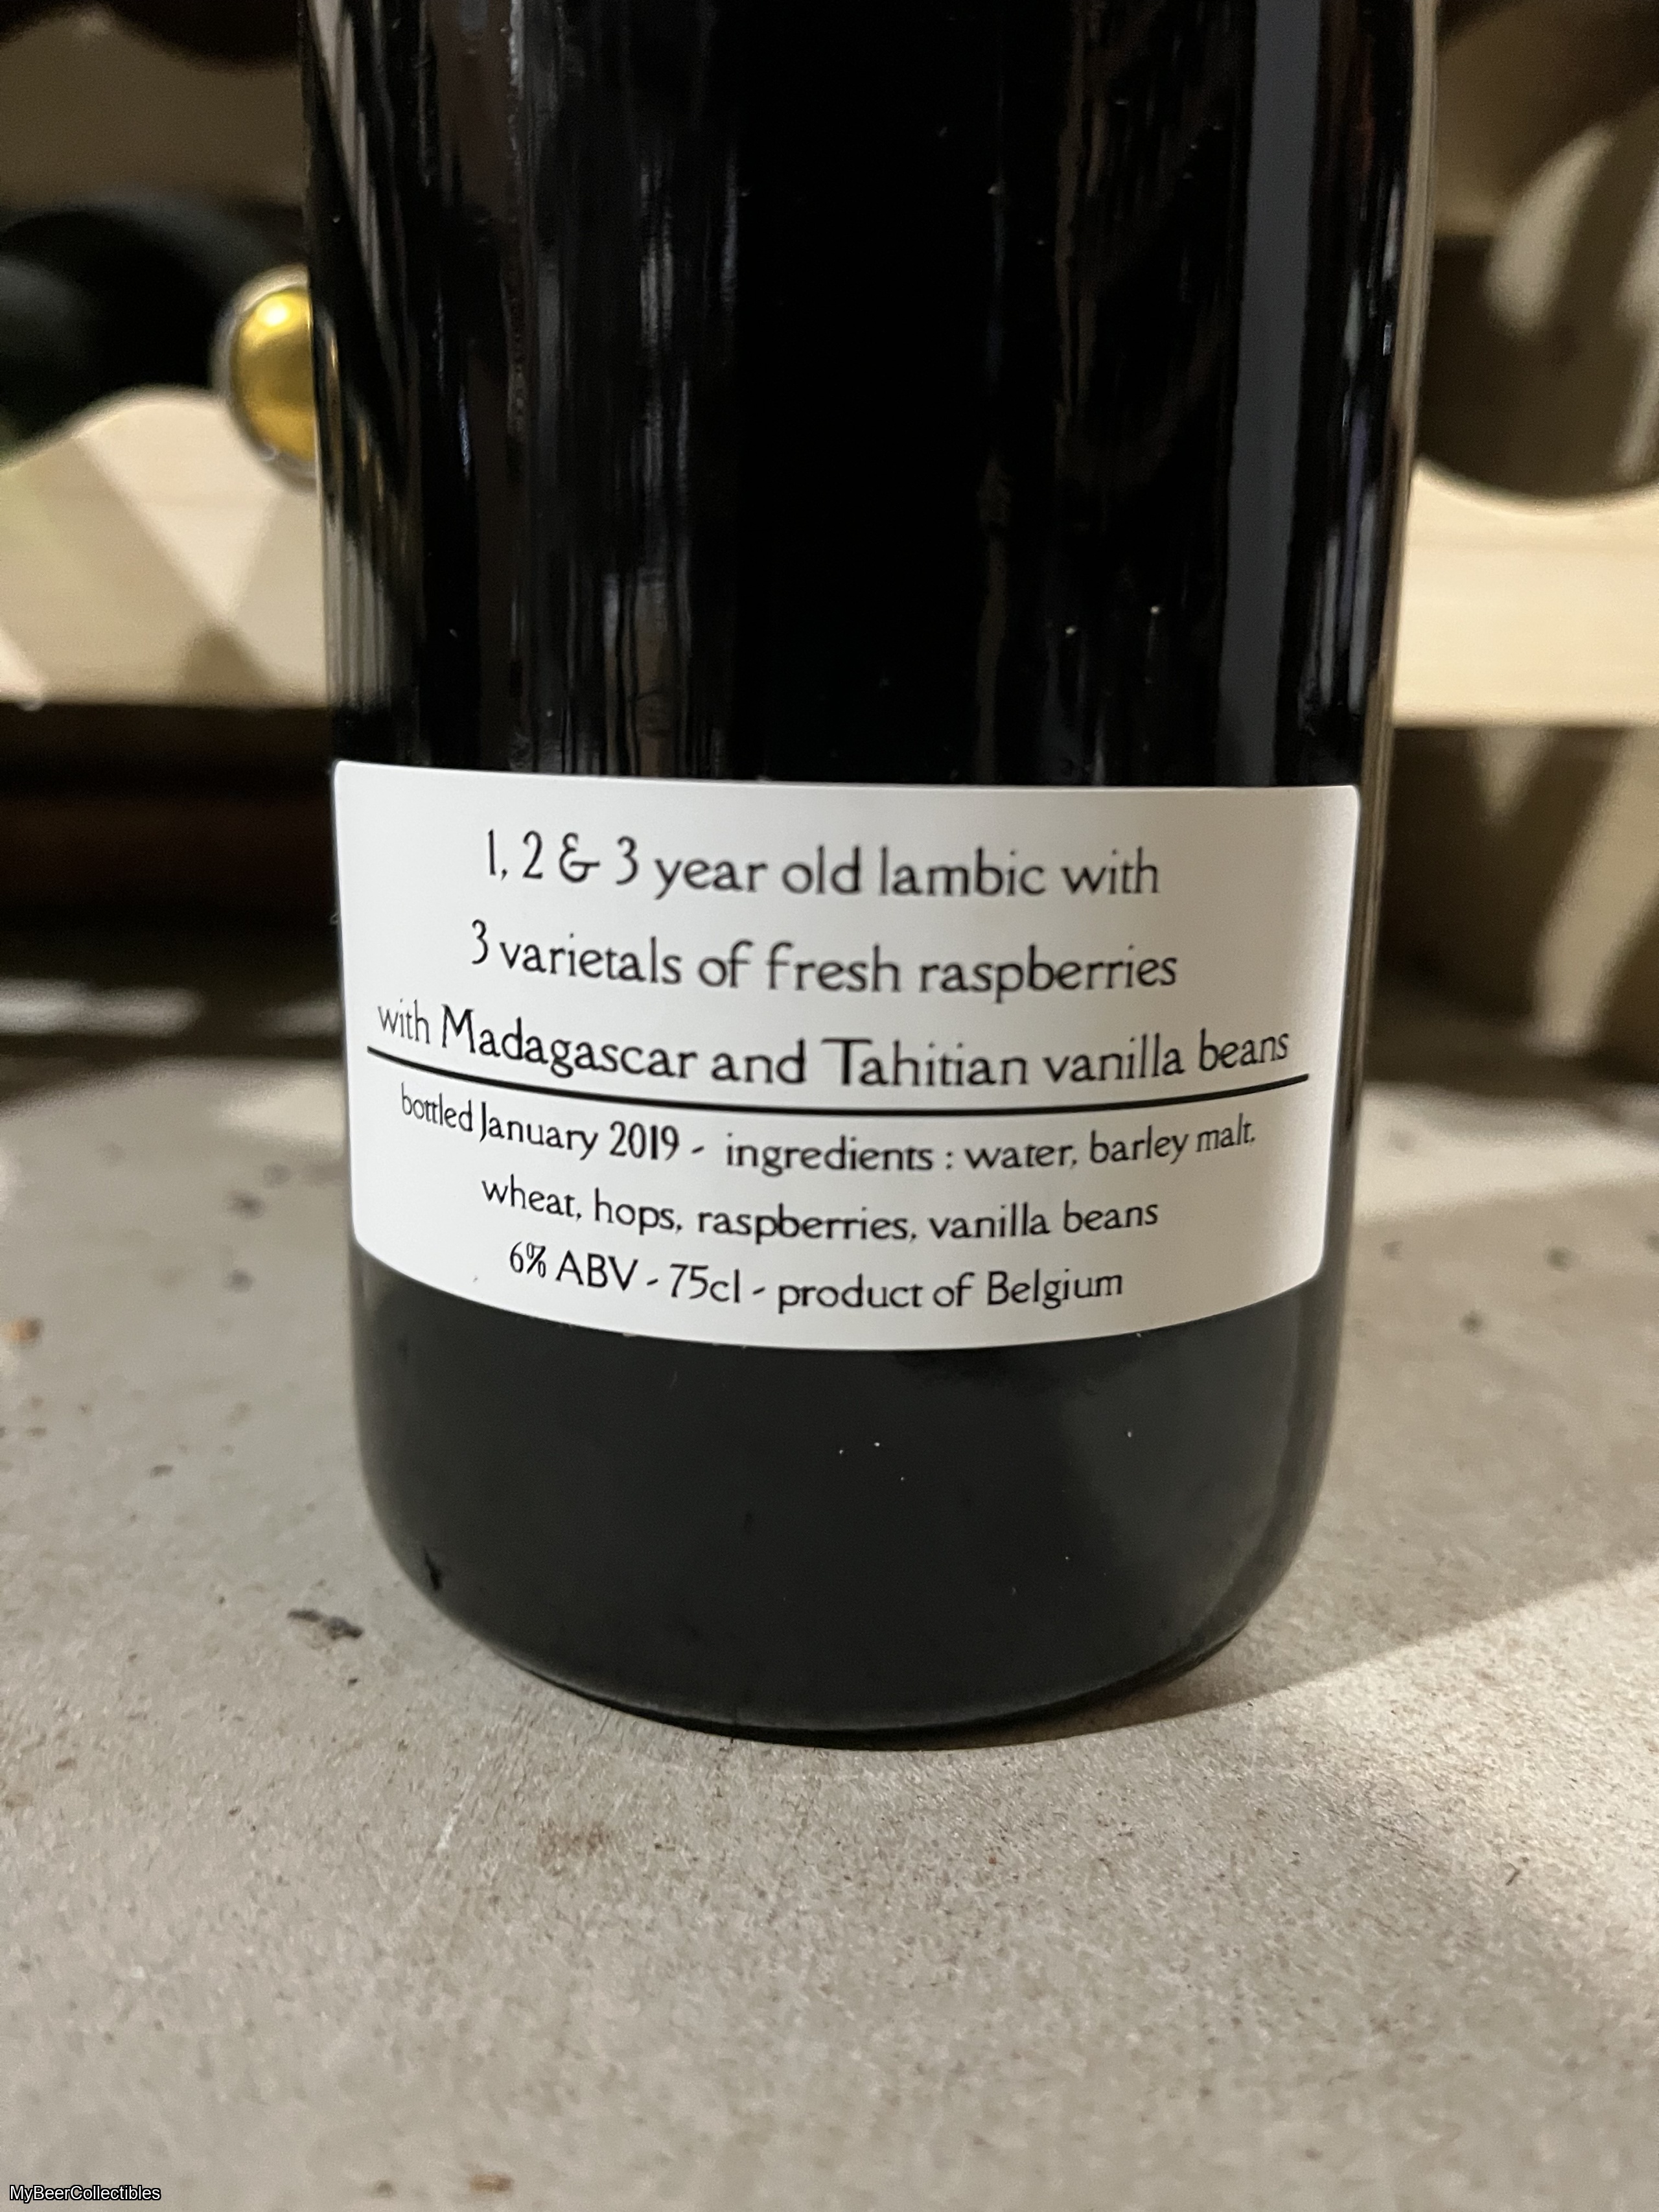 1, 2 & 3 year old lambic with
3 varietals of fresh raspberries
with Madagascar and Tahitian vanilla beans
bottled January 2019 - ingredients : water, barley malt,
wheat, hops, raspberries, vanilla beans
6% ABV - 75cl - product of Belgium
MyBeerCollectibles